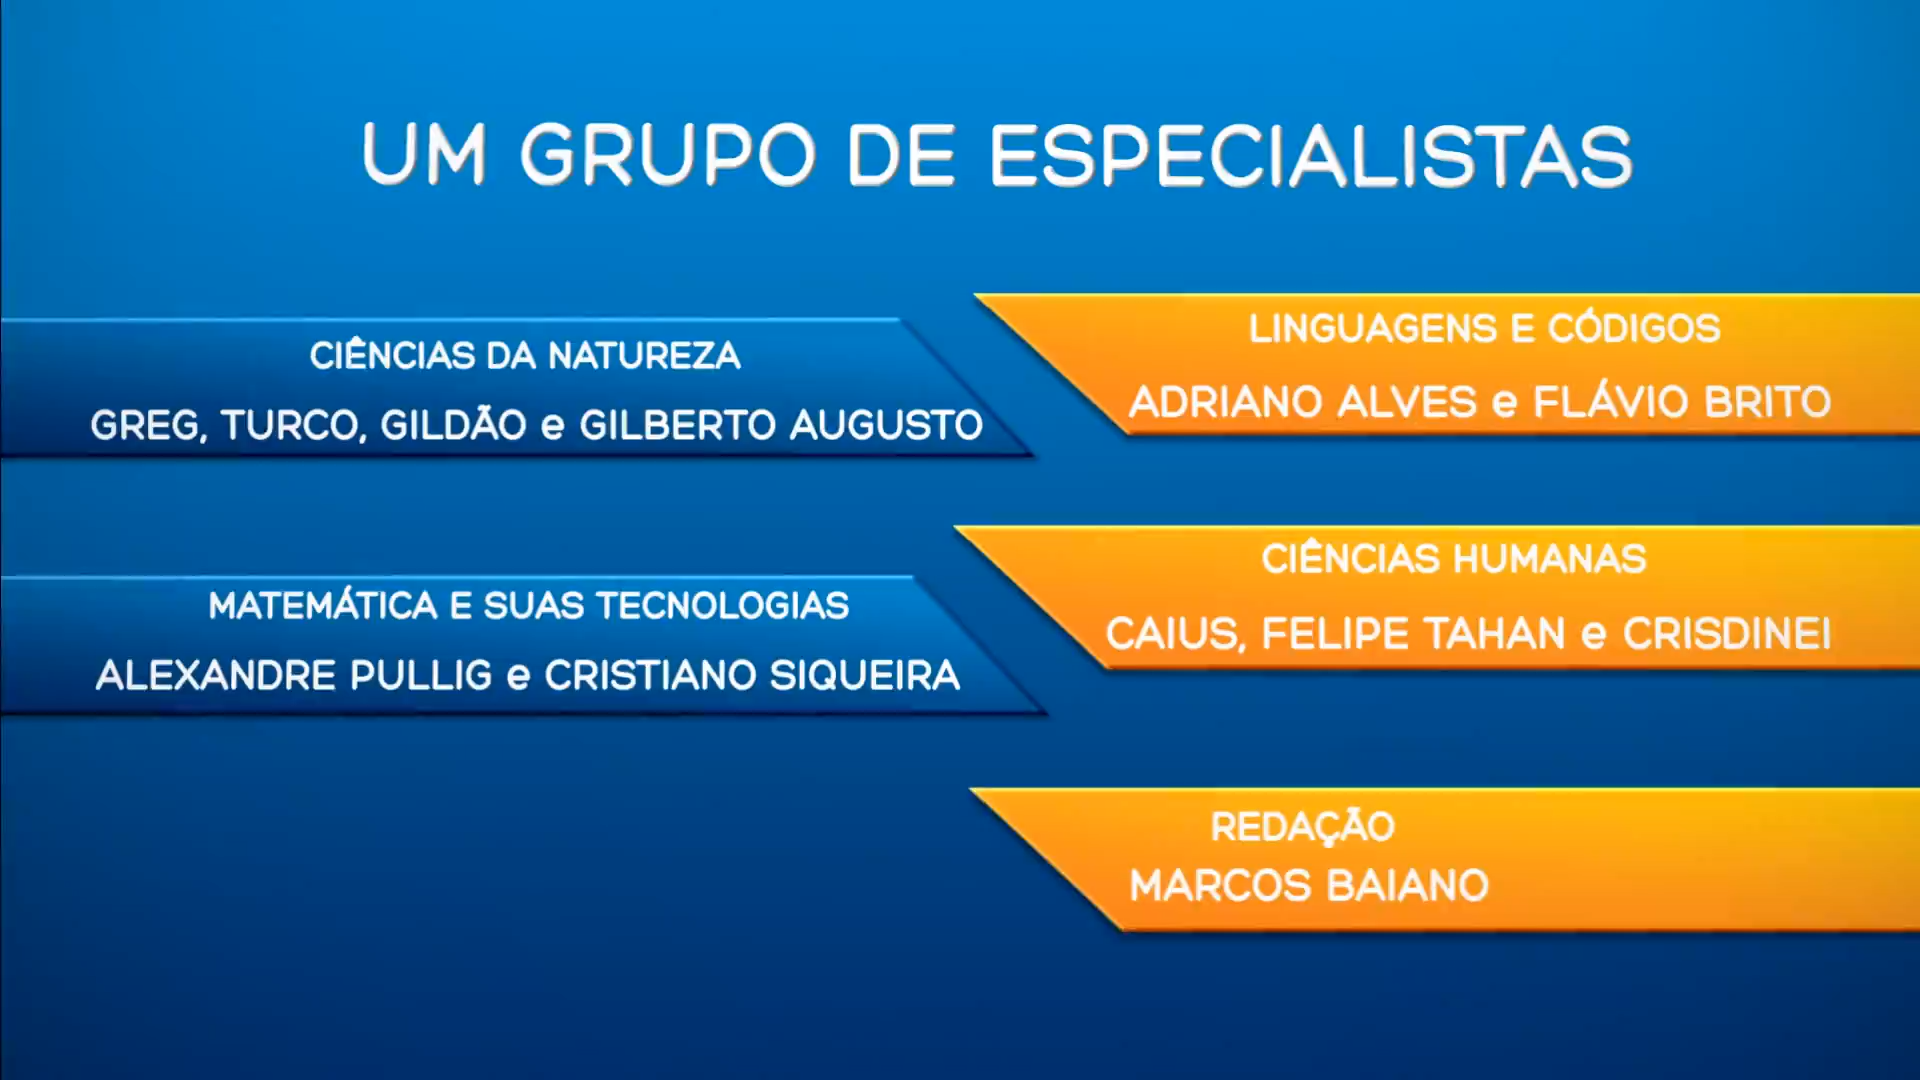 UM GRUPO DE ESPECIALISTAS
CIÊNCIAS DA NATUREZA
GREG, TURCO, GILDÃO e GILBERTO AUGUSTO
LINGUAGENS E CÓDIGOS
ADRIANO ALVES e FLÁVIO BRITO
MATEMÁTICA E SUAS TECNOLOGIAS
ALEXANDRE PULLIG e CRISTIANO SIQUEIRA
CIÊNCIAS HUMANAS
CAIUS, FELIPE TAHAN e CRISDINEI
REDAÇÃO
MARCOS BAIANO